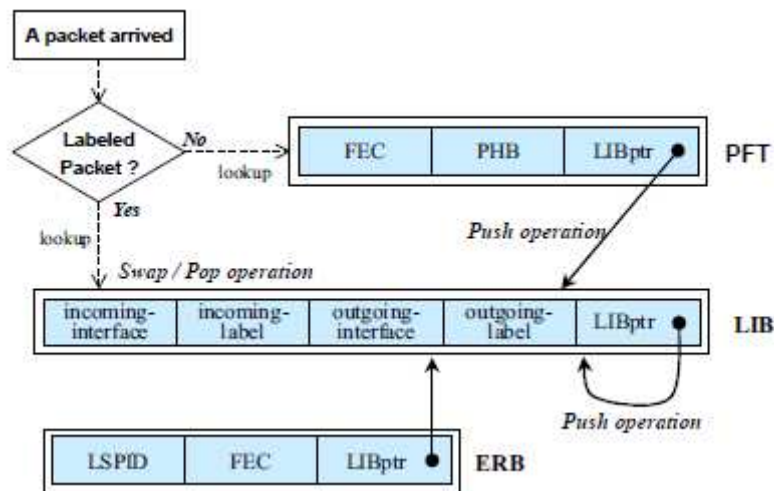 A packet arrived
Labeled
Packet ?
No
lookup
FEC
PHB
LIBptr
PFT
Yes
lookup
Push operation
Swap / Pop operation
incoming-
interface
incoming-
label
outgoing-
interface
outgoing-
label
LIBptr
LIB
Push operation
LSPID
FEC
LIBptr
ERB